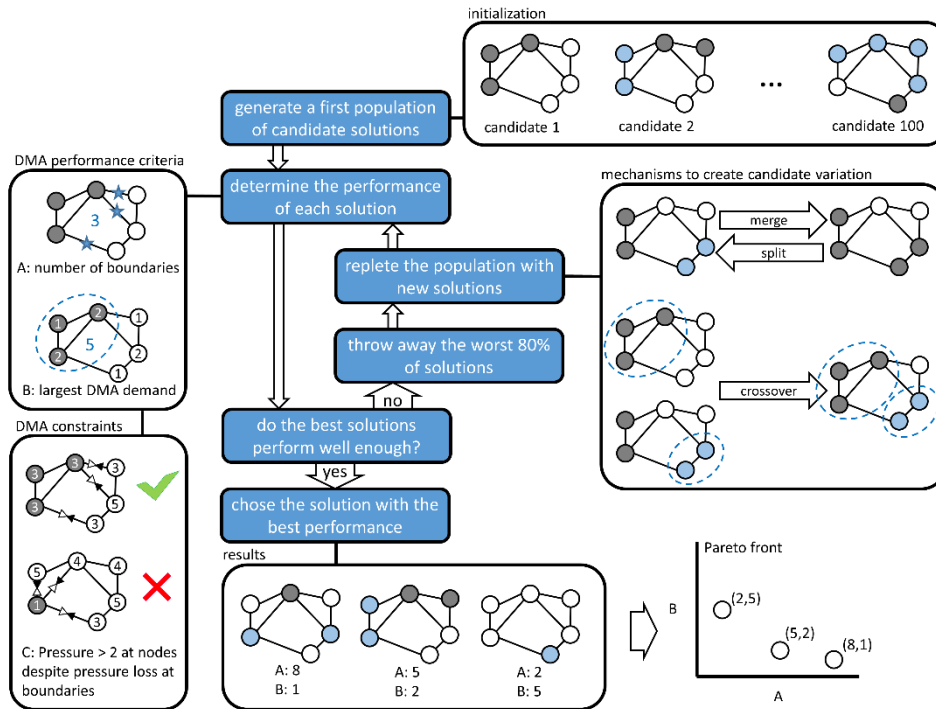 initialization
candidate 1
candidate 2
...
candidate 100
generate a first population
of candidate solutions
DMA performance criteria
3
A: number of boundaries
1
2
1
5
2
2
1
B: largest DMA demand
determine the performance
of each solution
mechanisms to create candidate variation
merge
split
crossover
replete the population with
new solutions
throw away the worst 80%
of solutions
no
do the best solutions
perform well enough?
yes
chose the solution with the
best performance
DMA constraints
3
3
3
3
5
3
5
4
4
1
5
3
C: Pressure > 2 at nodes
despite pressure loss at
boundaries
results
A: 8
B: 1
A: 5
B: 2
A: 2
B: 5
Pareto front
B
(2,5)
(5,2)
(8,1)
A